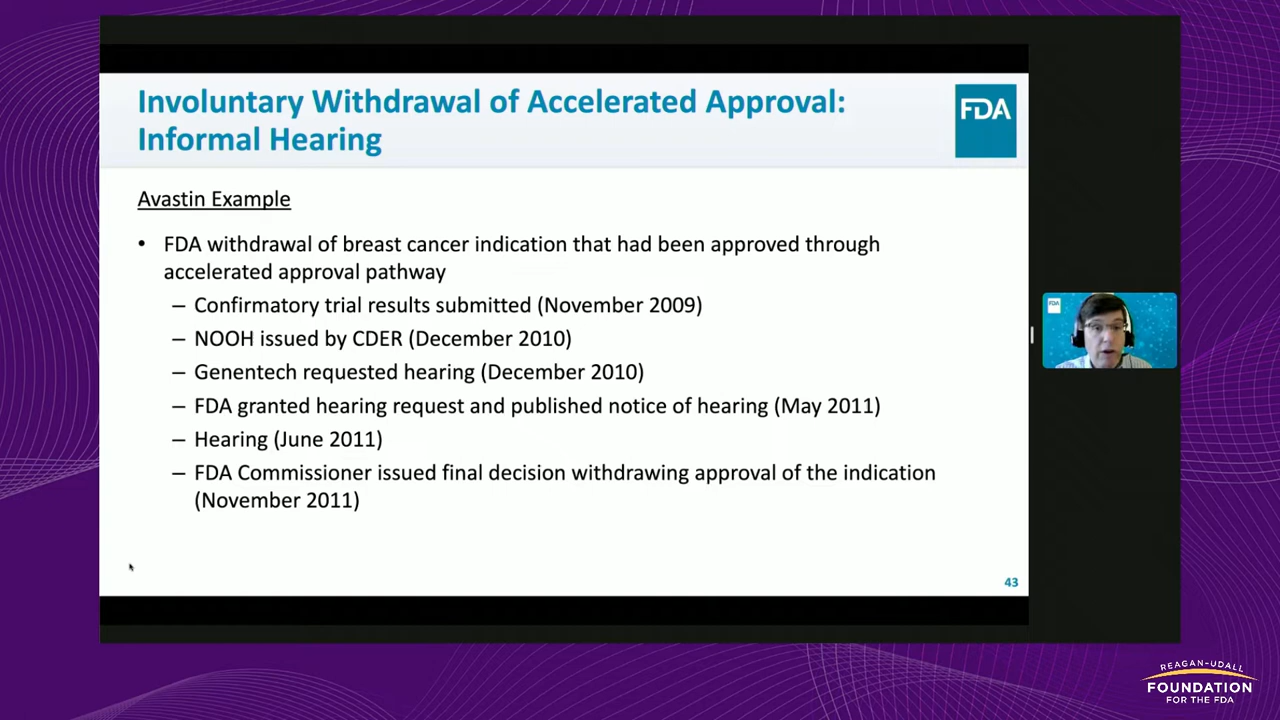 Involuntary Withdrawal of Accelerated Approval:
Informal Hearing
FDA
Avastin Example
• FDA withdrawal of breast cancer indication that had been approved through
accelerated approval pathway
– Confirmatory trial results submitted (November 2009)
– NOOH issued by CDER (December 2010)
– Genentech requested hearing (December 2010)
– FDA granted hearing request and published notice of hearing (May 2011)
– Hearing (June 2011)
– FDA Commissioner issued final decision withdrawing approval of the indication
(November 2011)
43
FDA
REAGAN-UDALL
FOUNDATION
FOR THE FDA